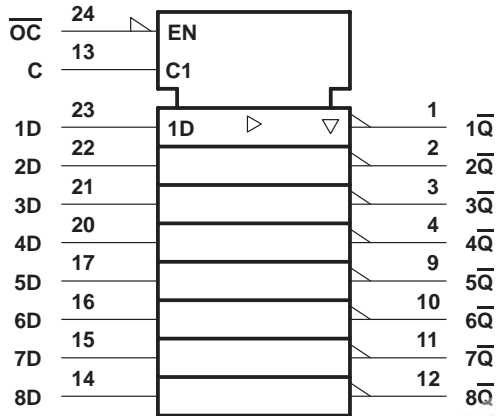 O̅C̅ 24 EN
C 13 C1
1D 23 1D 1 1Q̅
2D 22 2 2Q̅
3D 21 3 3Q̅
4D 20 4 4Q̅
5D 17 9 5Q̅
6D 16 10 6Q̅
7D 15 11 7Q̅
8D 14 12 8Q̅